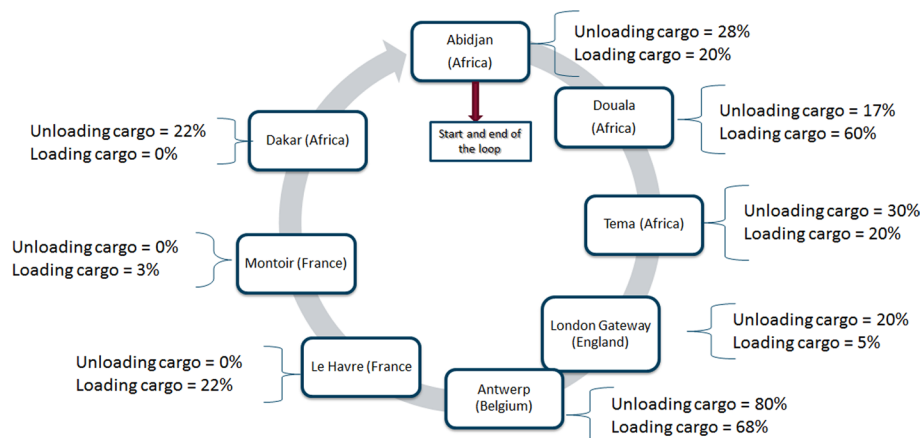 Abidjan
(Africa)
Unloading cargo = 28%
Loading cargo = 20%
Start and end of
the loop
Douala
(Africa)
Unloading cargo = 17%
Loading cargo = 60%
Tema (Africa)
Unloading cargo = 30%
Loading cargo = 20%
London Gateway
(England)
Unloading cargo = 20%
Loading cargo = 5%
Antwerp
(Belgium)
Unloading cargo = 80%
Loading cargo = 68%
Le Havre (France
Unloading cargo = 0%
Loading cargo = 22%
Montoir (France)
Unloading cargo = 0%
Loading cargo = 3%
Dakar (Africa)
Unloading cargo = 22%
Loading cargo = 0%